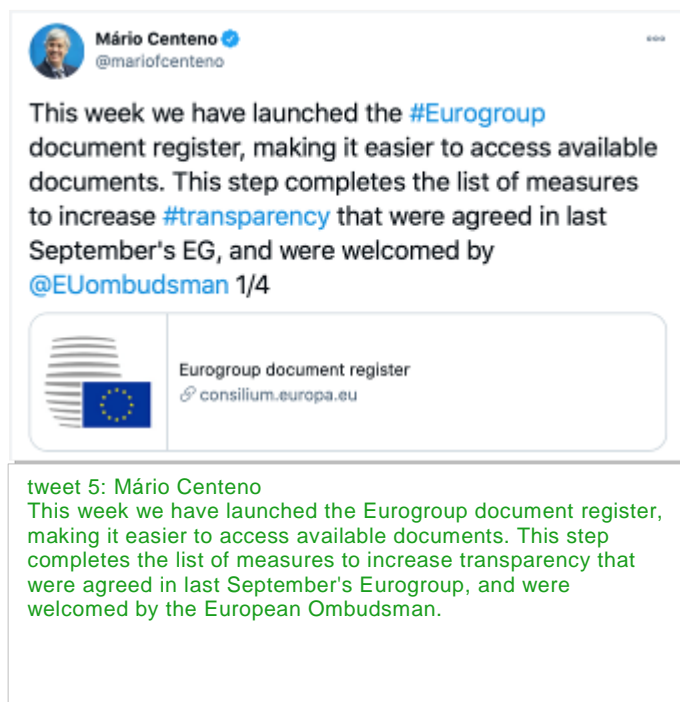 Mário Centeno
@mariofcenteno
This week we have launched the #Eurogroup
document register, making it easier to access available
documents. This step completes the list of measures
to increase #transparency that were agreed in last
September's EG, and were welcomed by
@EUombudsman 1/4
Eurogroup document register
consilium.europa.eu
tweet 5: Mário Centeno
This week we have launched the Eurogroup document register,
making it easier to access available documents. This step
completes the list of measures to increase transparency that
were agreed in last September's Eurogroup, and were
welcomed by the European Ombudsman.